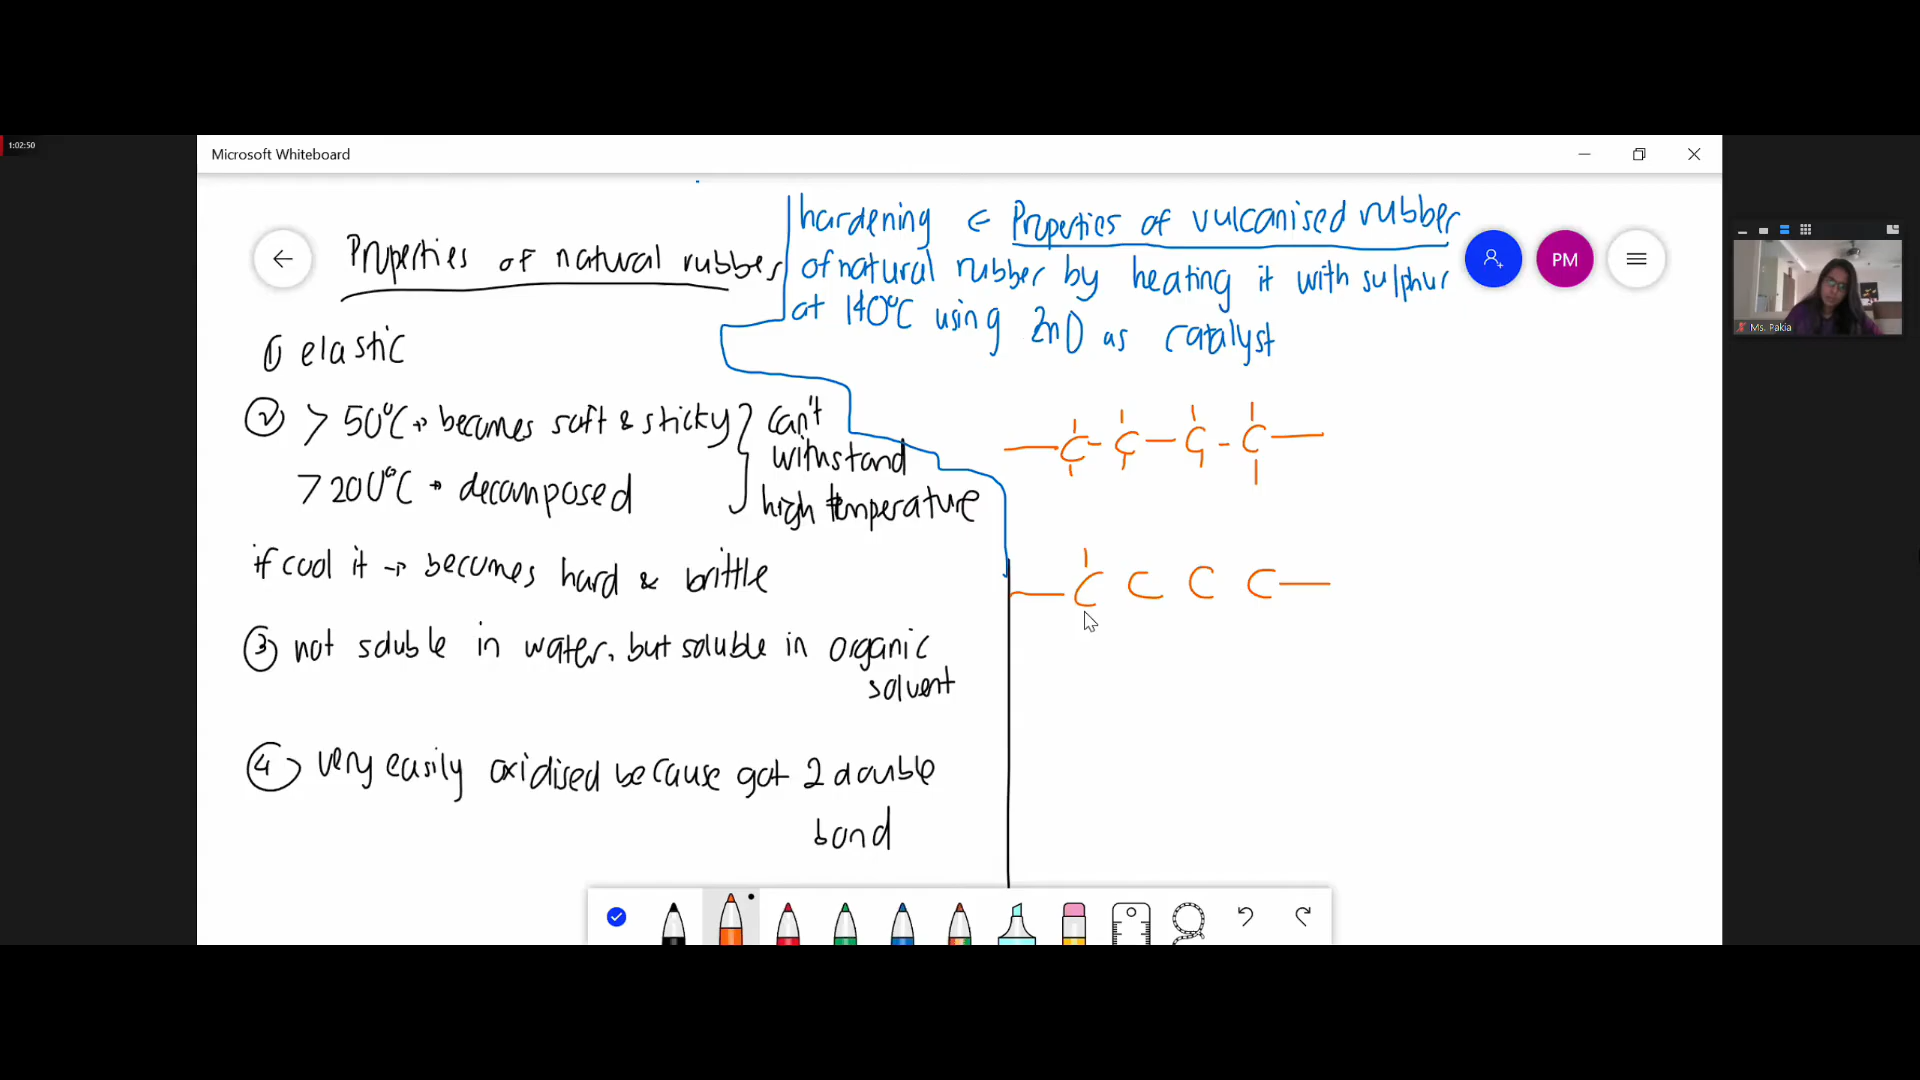 1:02:50
Microsoft Whiteboard
Properties of natural rubber
① elastic
② > 50°C → becomes soft & sticky
> 200°C → decomposed
can't
withstand
high temperature
if cool it → becomes hard & brittle
③ not soluble in water, but soluble in organic
solvent
④ very easily oxidised because got 2 double
bond
hardening ← Properties of vulcanised rubber
of natural rubber by heating it with sulphur
at 140°C using ZnO as catalyst
PM
Ms. Pakia
— C - C — C - C —
— C C C C —